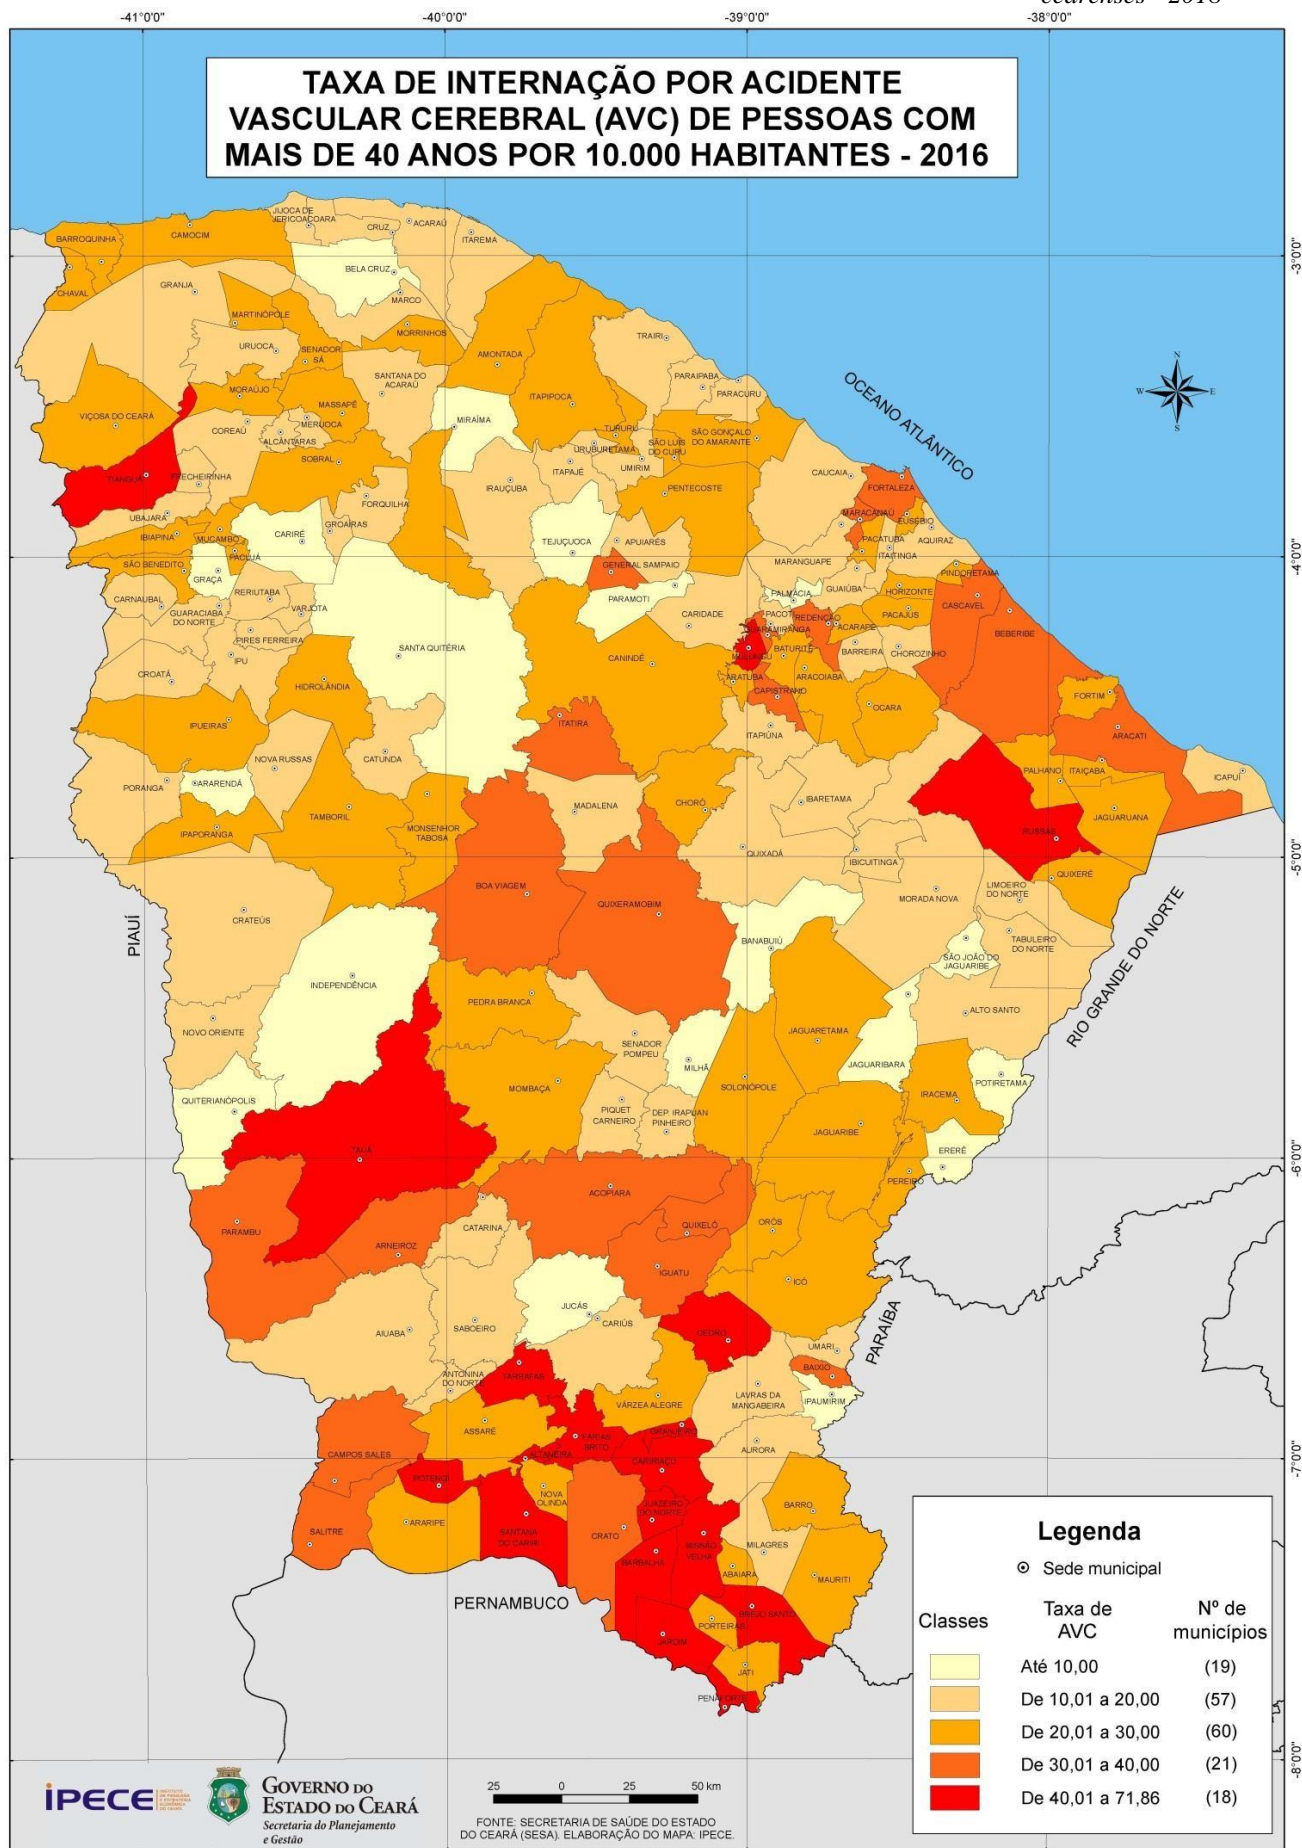 cearenses - 2018
-41°0'0"
-40°0'0"
-39°0'0"
-38°0'0"
TAXA DE INTERNAÇÃO POR ACIDENTE
VASCULAR CEREBRAL (AVC) DE PESSOAS COM
MAIS DE 40 ANOS POR 10.000 HABITANTES - 2016
JIJOCA DE
JERICOACOARA
CRUZ
ACARAÚ
ITAREMA
BARROQUINHA
CAMOCIM
CHAVAL
BELA CRUZ
GRANJA
MARCO
MARTINÓPOLE
MORRINHOS
URUOCA
SENADOR
SÁ
AMONTADA
TRAIRI
-3°0'0"
SANTANA DO
ACARAÚ
PARAIPABA
PARACURU
MORAÚJO
MASSAPÊ
ITAPIPOCA
VIÇOSA DO CEARÁ
MERUOCA
COREAÚ
ALCÂNTARAS
MIRAÍMA
TURURU
SÃO LUIS
DO CURU
SÃO GONÇALO
DO AMARANTE
URUBURETAMA
UMIRIM
SOBRAL
ITAPAJÉ
TIANGUÁ
FRECHEIRINHA
IRAUÇUBA
PENTECOSTE
CAUCAIA
FORTALEZA
OCEANO ATLÂNTICO
N
W
E
S
FORQUILHA
UBAJARA
GROAÍRAS
MARACANAÚ
EUSÉBIO
IBIAPINA
MUCAMBO
CARIRÉ
TEJUÇUOCA
APUIARÉS
PACATUBA
AQUIRAZ
ITAITINGA
PACUJÁ
SÃO BENEDITO
GENERAL SAMPAIO
MARANGUAPE
-4°0'0"
GRAÇA
PARAMOTI
PALMÁCIA
GUAIÚBA
HORIZONTE
PINDORETAMA
CARNAUBAL
RERIUTABA
GUARACIABA
DO NORTE
VARJOTA
CARIDADE
PACOTI
REDENÇÃO
PACAJUS
CASCAVEL
BEBERIBE
GUARAMIRANGA
ACARAPE
PIRES FERREIRA
IPU
SANTA QUITÉRIA
CANINDÉ
MULUNGU
BATURITÉ
BARREIRA
CHOROZINHO
CROATÁ
ARATUBA
ARACOIABA
HIDROLÂNDIA
CAPISTRANO
OCARA
FORTIM
IPUEIRAS
ITATIRA
ITAPIÚNA
ARACATI
NOVA RUSSAS
CATUNDA
PORANGA
ARARENDÁ
PALHANO
ITAIÇABA
ICAPUÍ
IPAPORANGA
TAMBORIL
MONSENHOR
TABOSA
MADALENA
CHORÓ
IBARETAMA
RUSSAS
JAGUARUANA
-5°0'0"
QUIXADÁ
IBICUITINGA
QUIXERÉ
BOA VIAGEM
QUIXERAMOBIM
MORADA NOVA
LIMOEIRO
DO NORTE
CRATEÚS
PIAUÍ
BANABUIÚ
TABULEIRO
DO NORTE
SÃO JOÃO DO
JAGUARIBE
RIO GRANDE DO NORTE
INDEPENDÊNCIA
PEDRA BRANCA
NOVO ORIENTE
ALTO SANTO
SENADOR
POMPEU
MILHÃ
JAGUARETAMA
JAGUARIBARA
POTIRETAMA
QUITERIANÓPOLIS
MOMBAÇA
SOLONÓPOLE
IRACEMA
PIQUET
CARNEIRO
DEP. IRAPUAN
PINHEIRO
JAGUARIBE
ERERÊ
TAUÁ
PEREIRO
-6°0'0"
ACOPIARA
PARAMBU
CATARINA
QUIXELÔ
ORÓS
ARNEIROZ
IGUATU
ICÓ
JUCÁS
CARIÚS
AIUABA
SABOEIRO
CEDRO
UMARI
PARAÍBA
BAIXIO
ANTONINA
DO NORTE
TARRAFAS
IPAUMIRIM
VÁRZEA ALEGRE
LAVRAS DA
MANGABEIRA
ASSARÉ
CAMPOS SALES
FARIAS
BRITO
GRANJEIRO
AURORA
ALTANEIRA
CARIRIAÇU
-7°0'0"
POTENGI
NOVA
OLINDA
JUAZEIRO
DO NORTE
BARRO
SALITRE
ARARIPE
SANTANA
DO CARIRI
CRATO
MISSÃO
VELHA
MILAGRES
BARBALHA
ABAIARA
MAURITI
PERNAMBUCO
BREJO SANTO
PORTEIRAS
JARDIM
JATI
PENAFORTE
-8°0'0"
Legenda
Sede municipal
Classes
Taxa de
AVC
Nº de
municípios
Até 10,00 (19)
De 10,01 a 20,00 (57)
De 20,01 a 30,00 (60)
De 30,01 a 40,00 (21)
De 40,01 a 71,86 (18)
iPECE
GOVERNO DO
ESTADO DO CEARÁ
Secretaria do Planejamento
e Gestão
25 0 25 50 km
FONTE: SECRETARIA DE SAÚDE DO ESTADO
DO CEARÁ (SESA). ELABORAÇÃO DO MAPA: IPECE.